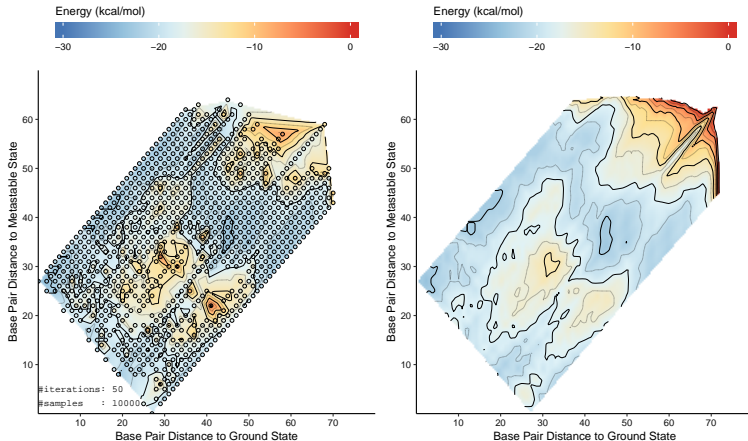 Energy (kcal/mol)
−30 −20 −10 0
Base Pair Distance to Metastable State
60
50
40
30
20
10
#iterations: 50
#samples : 10000
10 20 30 40 50 60 70
Base Pair Distance to Ground State
Energy (kcal/mol)
−30 −20 −10 0
Base Pair Distance to Metastable State
60
50
40
30
20
10
10 20 30 40 50 60 70
Base Pair Distance to Ground State